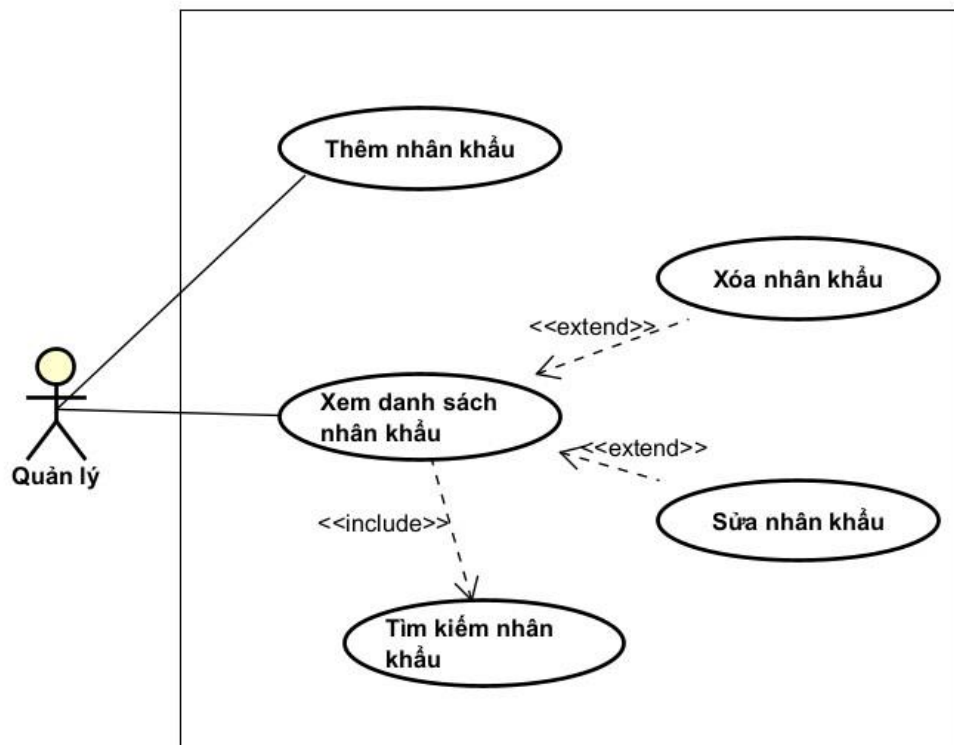 Thêm nhân khẩu
Xóa nhân khẩu
<<extend>>
Xem danh sách
nhân khẩu
<<extend>>
Quản lý
Sửa nhân khẩu
<<include>>
Tìm kiếm nhân
khẩu